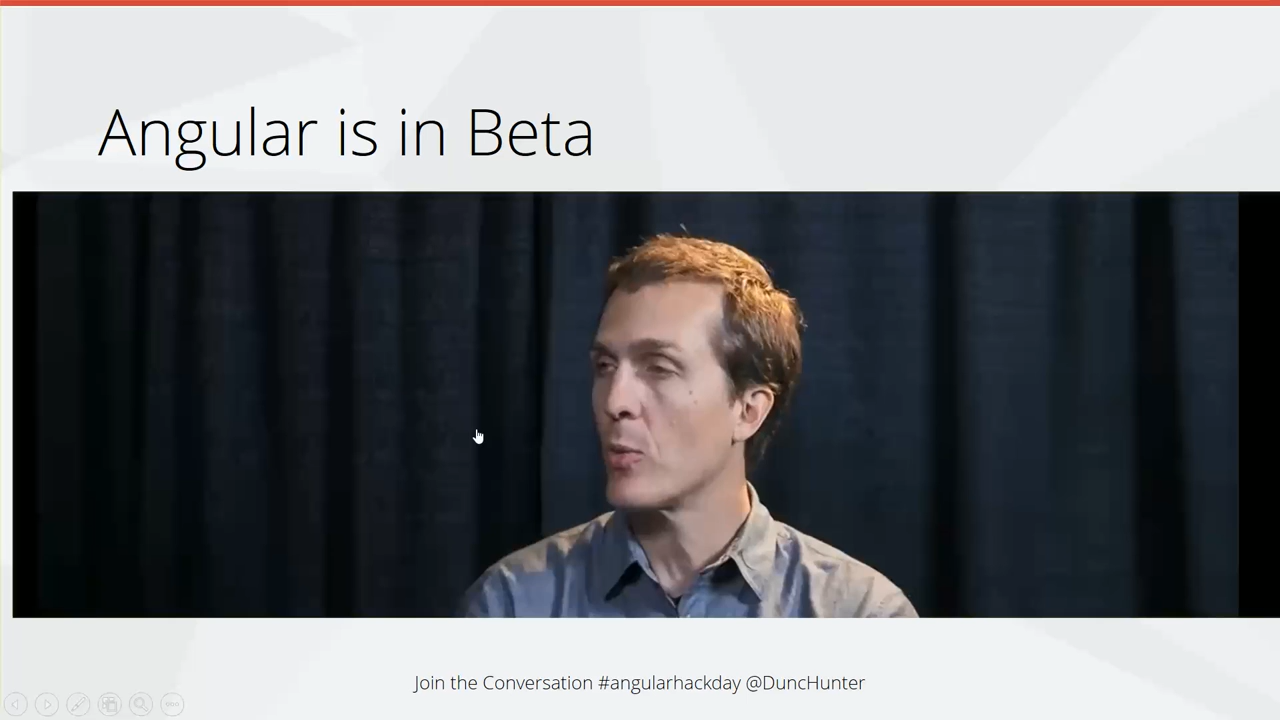 Angular is in Beta
Join the Conversation #angularhackday @DuncHunter